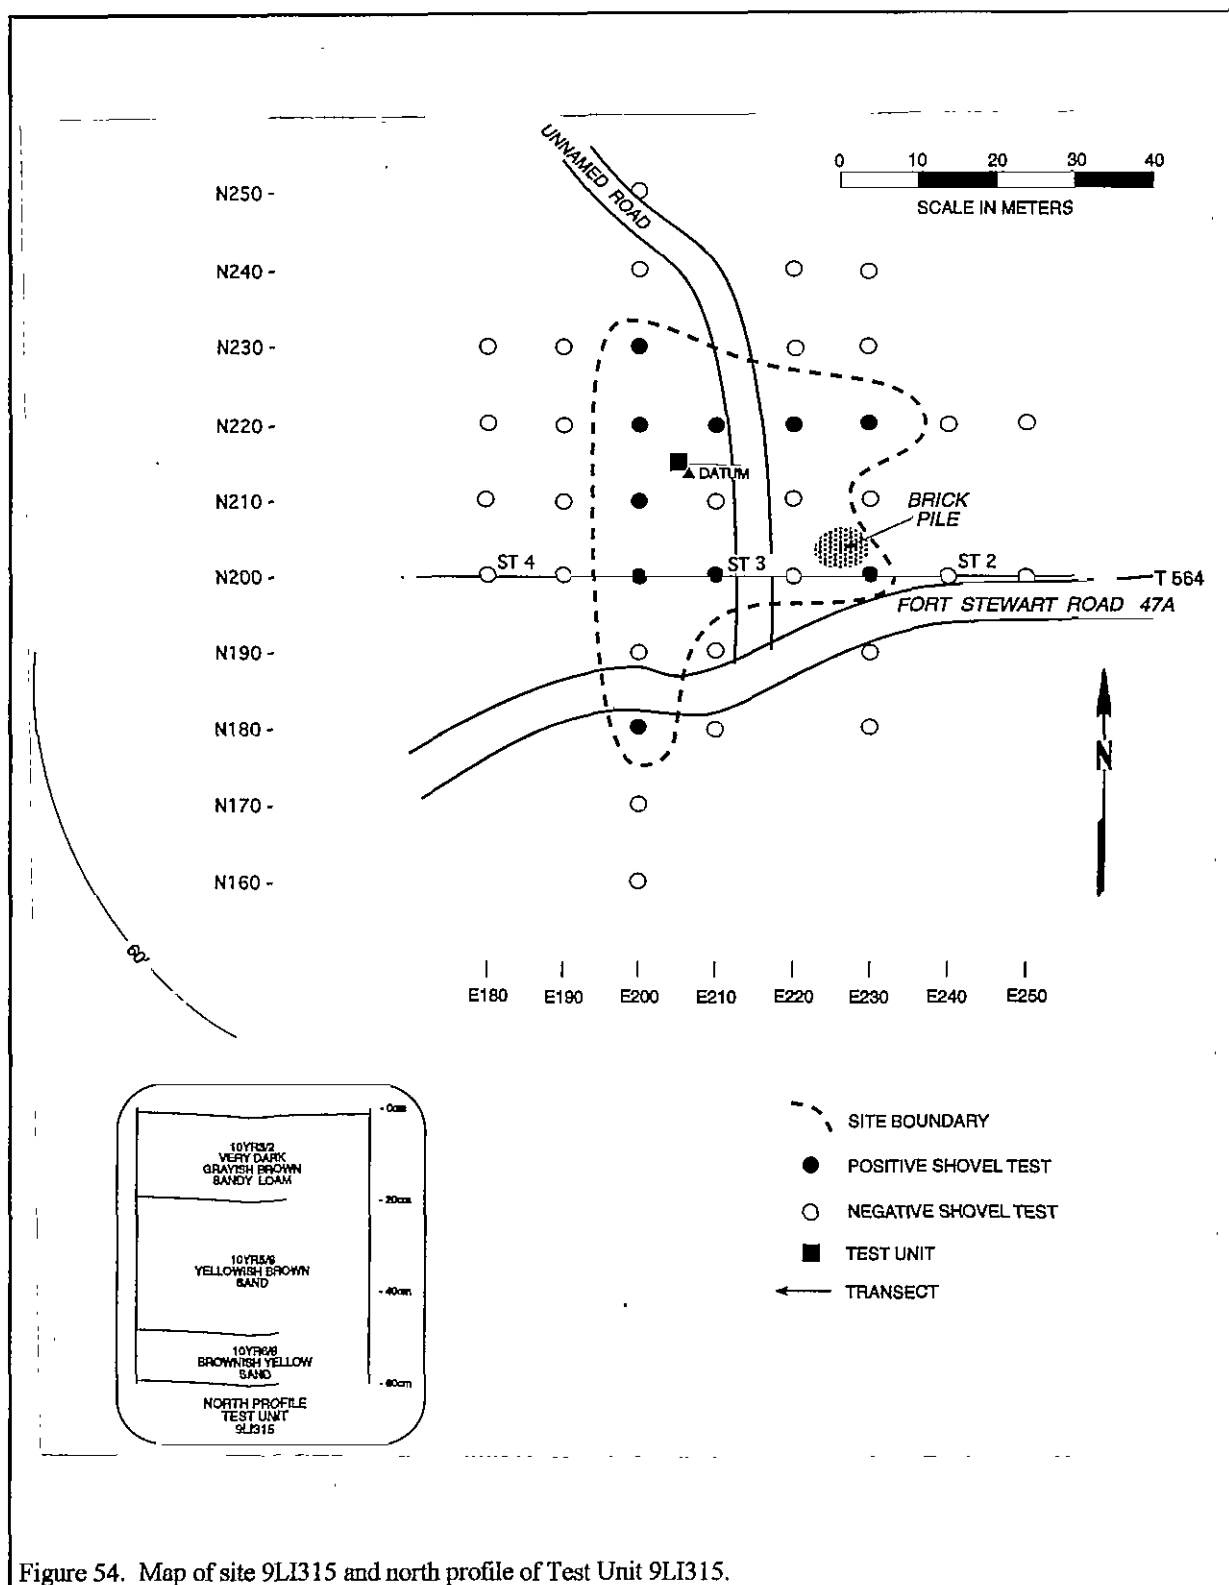 UNNAMED ROAD
0 10 20 30 40
SCALE IN METERS
N250 -
N240 -
N230 -
N220 -
DATUM
N210 -
BRICK
PILE
ST 4
ST 3
ST 2
N200 -
T 564
FORT STEWART ROAD 47A
N190 -
N180 -
N
N170 -
N160 -
60'
E180 E190 E200 E210 E220 E230 E240 E250
- 0cm
10YR3/2
VERY DARK
GRAYISH BROWN
SANDY LOAM
- 20cm
10YR5/6
YELLOWISH BROWN
SAND
- 40cm
10YR6/6
BROWNISH YELLOW
SAND
- 60cm
NORTH PROFILE
TEST UNIT
9LI315
SITE BOUNDARY
POSITIVE SHOVEL TEST
NEGATIVE SHOVEL TEST
TEST UNIT
TRANSECT
Figure 54. Map of site 9LI315 and north profile of Test Unit 9LI315.